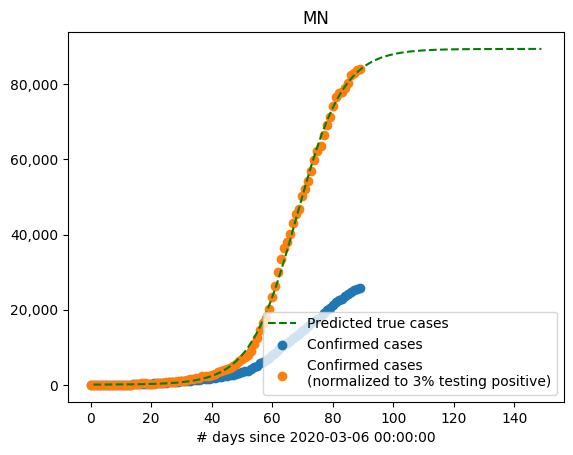 MN
80,000
60,000
40,000
20,000
0
Predicted true cases
Confirmed cases
Confirmed cases
(normalized to 3% testing positive)
0 20 40 60 80 100 120 140
# days since 2020-03-06 00:00:00